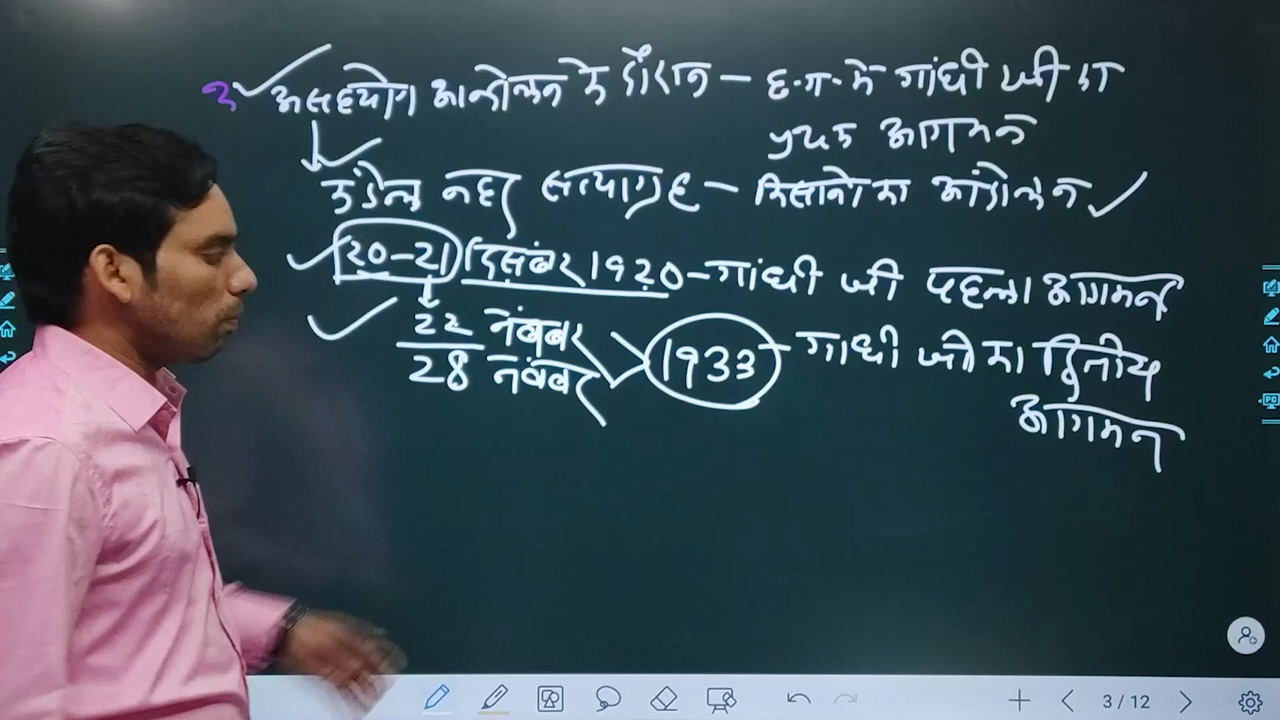 2 असहयोग आन्दोलन के दौरान – छ.ग. में गांधी जी का
प्रथम आगमन
कंडेल नहर सत्याग्रह – किसानो का आंदोलन
20-21 दिसंबर 1920 – गांधी जी पहला आगमन
22 नवंबर
28 नवंबर
1933 – गांधी जी का द्वितीय
आगमन
3 / 12